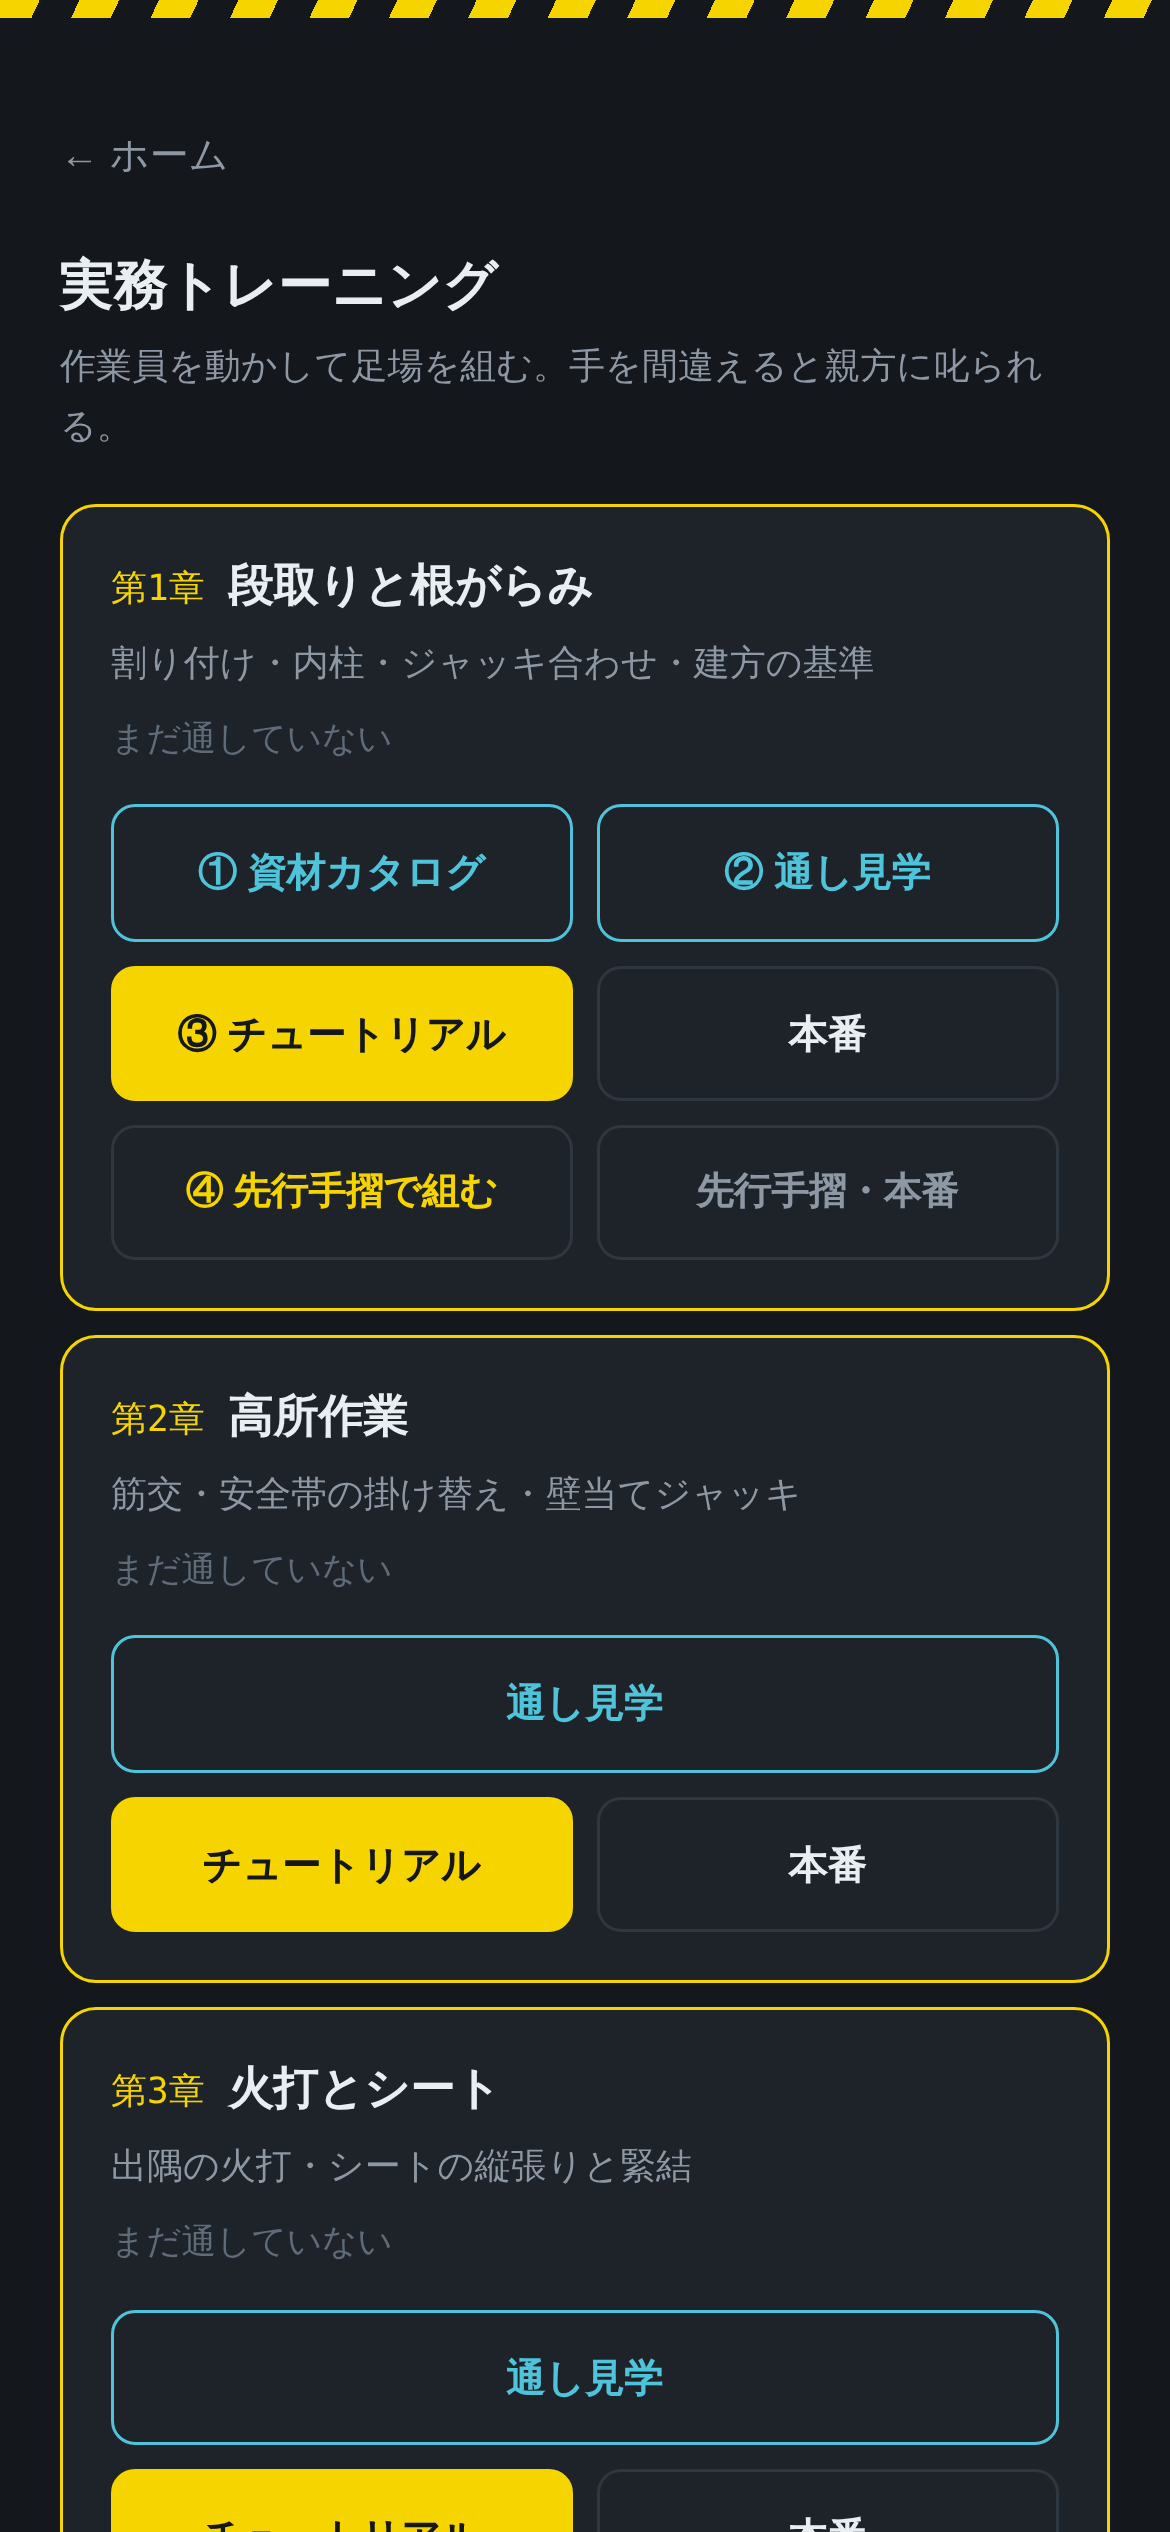 ← ホーム
実務トレーニング
作業員を動かして足場を組む。手を間違えると親方に叱られ
る。
第1章 段取りと根がらみ
割り付け・内柱・ジャッキ合わせ・建方の基準
まだ通していない
① 資材カタログ
② 通し見学
③ チュートリアル
本番
④ 先行手摺で組む
先行手摺・本番
第2章 高所作業
筋交・安全帯の掛け替え・壁当てジャッキ
まだ通していない
通し見学
チュートリアル
本番
第3章 火打とシート
出隅の火打・シートの縦張りと緊結
まだ通していない
通し見学
チュートリアル
本番